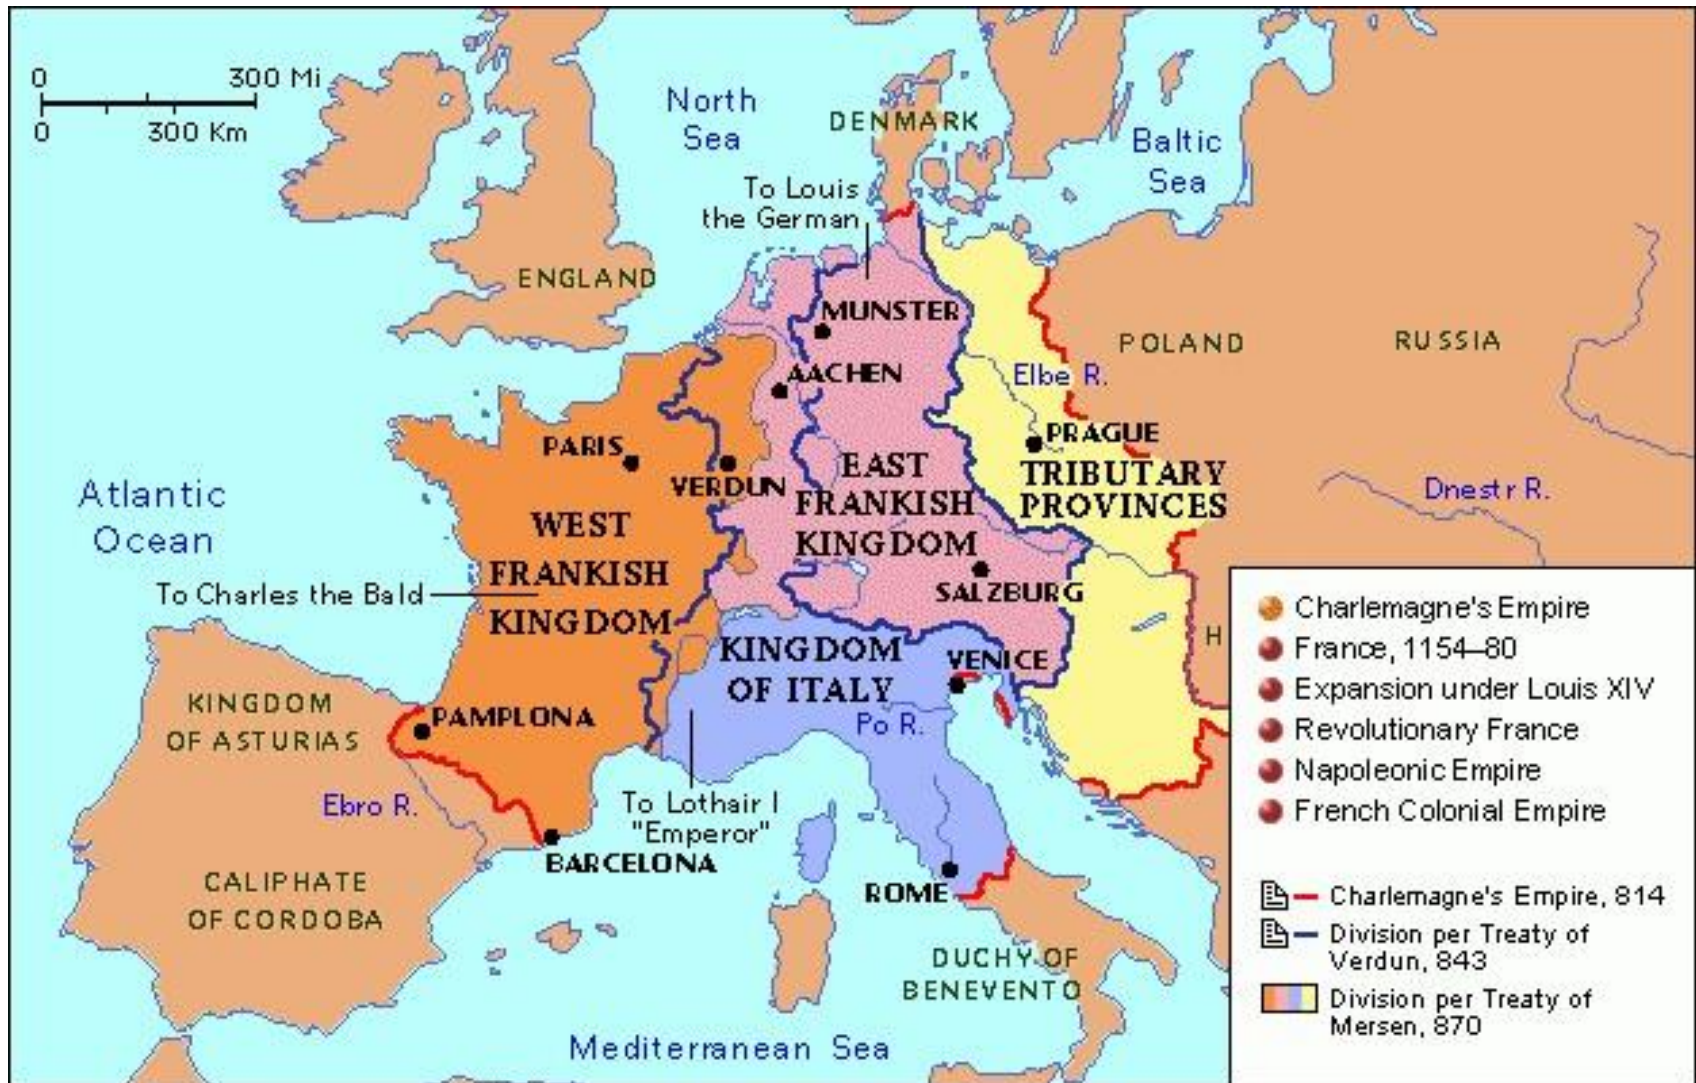 0 300 Mi
0 300 Km
North
Sea
DENMARK
Baltic
Sea
To Louis
the German
ENGLAND
MUNSTER
POLAND
RUSSIA
AACHEN
Elbe R.
PARIS
PRAGUE
VERDUN
TRIBUTARY
PROVINCES
EAST
FRANKISH
KINGDOM
Dnestr R.
Atlantic
Ocean
WEST
FRANKISH
KINGDOM
To Charles the Bald
SALZBURG
KINGDOM
OF ITALY
VENICE
H
KINGDOM
OF ASTURIAS
PAMPLONA
Po R.
Ebro R.
To Lothair I
"Emperor"
BARCELONA
CALIPHATE
OF CORDOBA
ROME
DUCHY OF
BENEVENTO
Mediterranean Sea
Charlemagne's Empire
France, 1154–80
Expansion under Louis XIV
Revolutionary France
Napoleonic Empire
French Colonial Empire
Charlemagne's Empire, 814
Division per Treaty of
Verdun, 843
Division per Treaty of
Mersen, 870